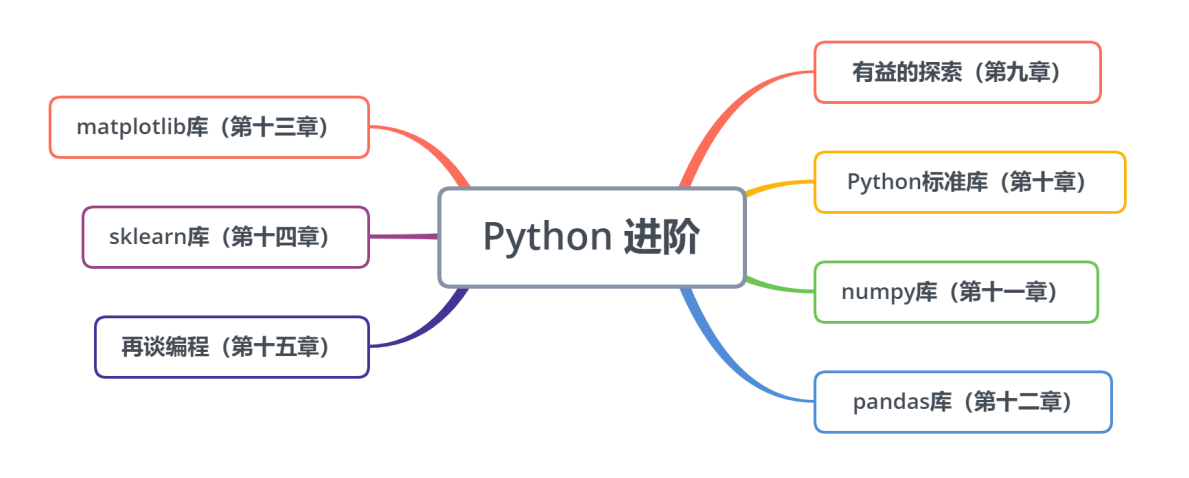 Python 进阶
有益的探索（第九章）
Python标准库（第十章）
numpy库（第十一章）
pandas库（第十二章）
matplotlib库（第十三章）
sklearn库（第十四章）
再谈编程（第十五章）